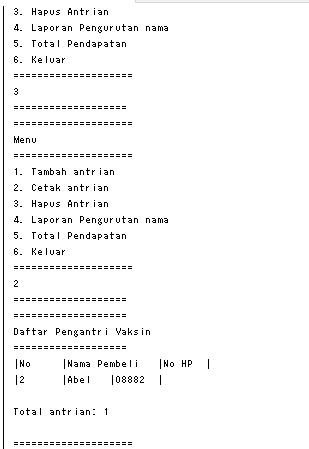 3. Hapus Antrian
4. Laporan Pengurutan nama
5. Total Pendapatan
6. Keluar
====================
3
===================
====================
Menu
====================
1. Tambah antrian
2. Cetak antrian
3. Hapus Antrian
4. Laporan Pengurutan nama
5. Total Pendapatan
6. Keluar
====================
2
===================
===================
Daftar Pengantri Vaksin
===================
|No |Nama Pembeli |No HP |
|2 |Abel |08882 |
Total antrian: 1
====================